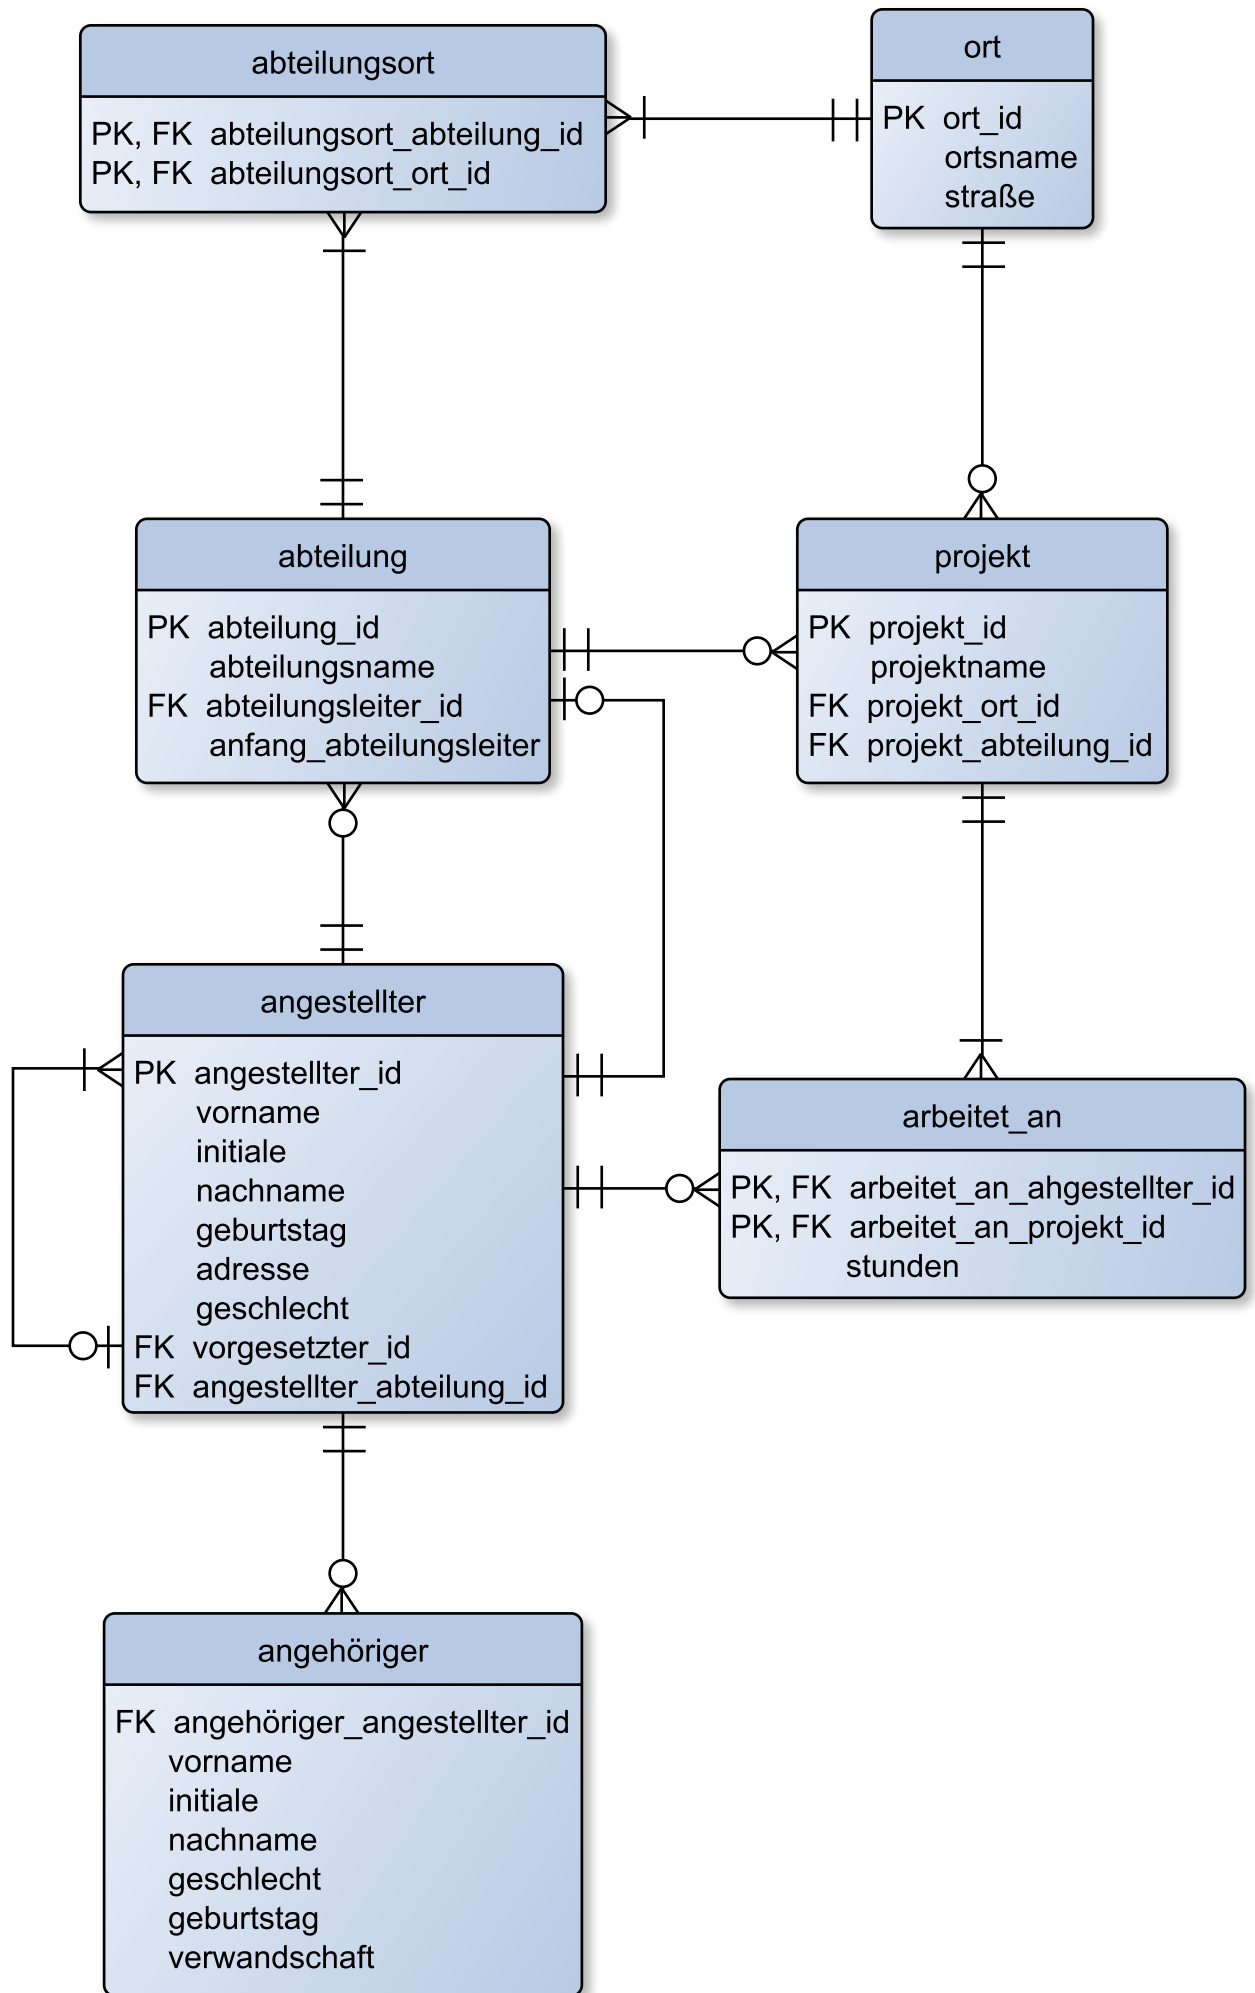 abteilungsort
PK, FK abteilungsort_abteilung_id
PK, FK abteilungsort_ort_id
ort
PK ort_id
ortsname
straße
abteilung
PK abteilung_id
abteilungsname
FK abteilungsleiter_id
anfang_abteilungsleiter
projekt
PK projekt_id
projektname
FK projekt_ort_id
FK projekt_abteilung_id
angestellter
PK angestellter_id
vorname
initiale
nachname
geburtstag
adresse
geschlecht
FK vorgesetzter_id
FK angestellter_abteilung_id
arbeitet_an
PK, FK arbeitet_an_ahgestellter_id
PK, FK arbeitet_an_projekt_id
stunden
angehöriger
FK angehöriger_angestellter_id
vorname
initiale
nachname
geschlecht
geburtstag
verwandschaft